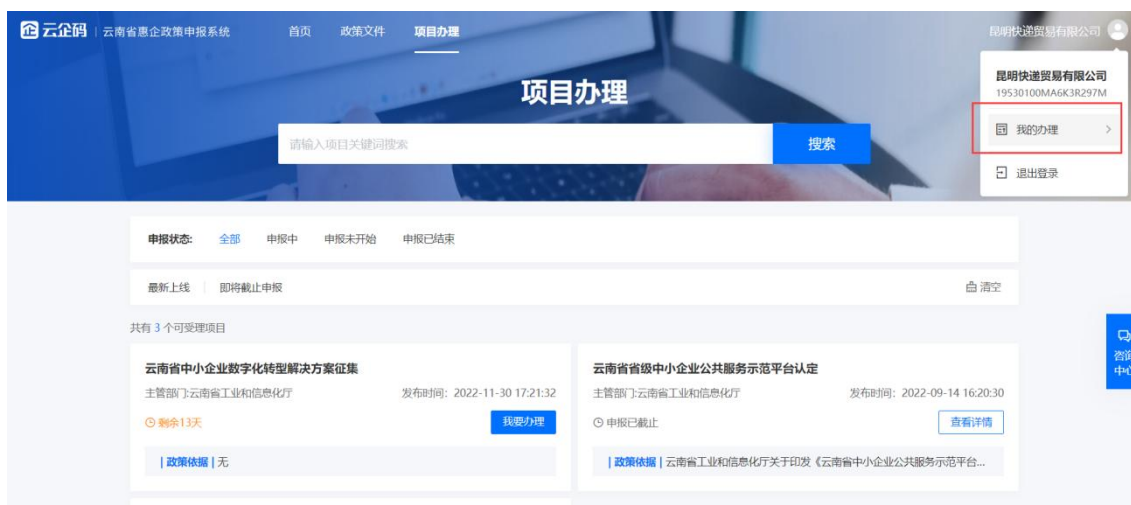 云企码 | 云南省惠企政策申报系统 首页 政策文件 项目办理 昆明快递贸易有限公司
昆明快递贸易有限公司
19530100MA6K3R297M
项目办理
我的办理
请输入项目关键词搜索 搜索
退出登录
申报状态: 全部 申报中 申报未开始 申报已结束
最新上线 即将截止申报 清空
共有 3 个可受理项目
云南省中小企业数字化转型解决方案征集
主管部门:云南省工业和信息化厅 发布时间: 2022-11-30 17:21:32
剩余13天 我要办理
| 政策依据 | 无
云南省省级中小企业公共服务示范平台认定
主管部门:云南省工业和信息化厅 发布时间: 2022-09-14 16:20:30
申报已截止 查看详情
| 政策依据 | 云南省工业和信息化厅关于印发《云南省中小企业公共服务示范平台...
咨询
中心